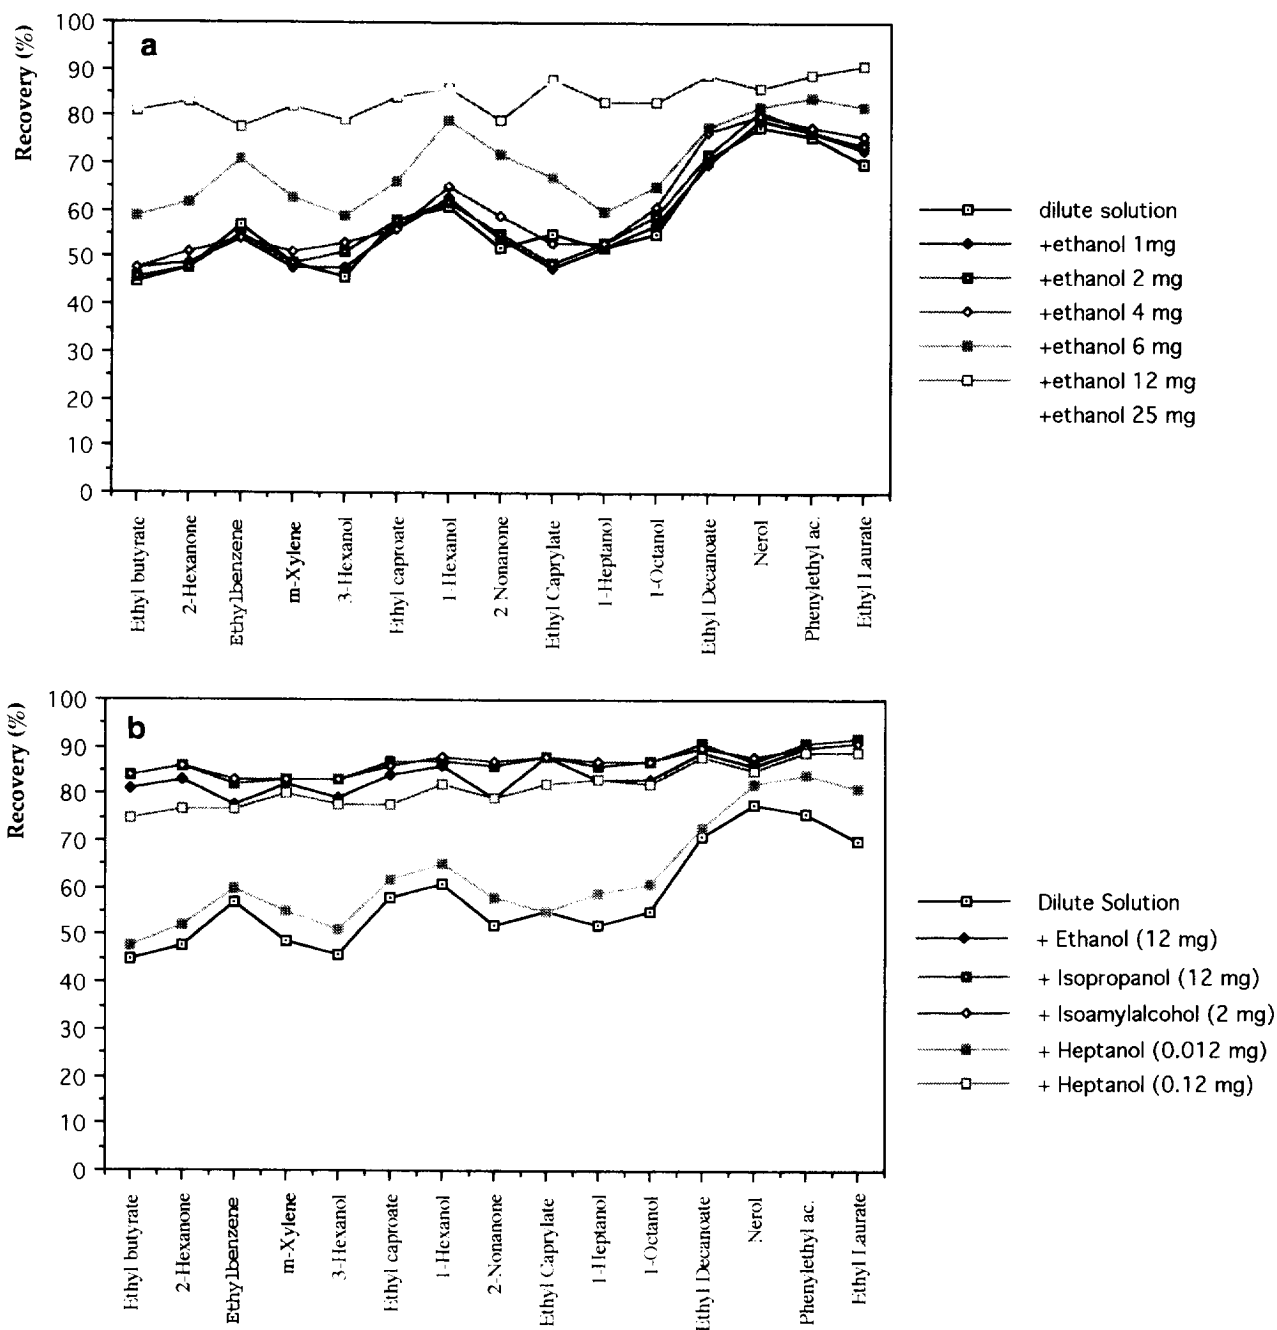 a
Recovery (%)
100
90
80
70
60
50
40
30
20
10
0
Ethyl butyrate
2-Hexanone
Ethylbenzene
m-Xylene
3-Hexanol
Ethyl caproate
1-Hexanol
2 Nonanone
Ethyl Caprylate
1-Heptanol
1-Octanol
Ethyl Decanoate
Nerol
Phenylethyl ac.
Ethyl Laurate
dilute solution
+ethanol 1mg
+ethanol 2 mg
+ethanol 4 mg
+ethanol 6 mg
+ethanol 12 mg
+ethanol 25 mg
b
Recovery (%)
100
90
80
70
60
50
40
30
20
10
0
Ethyl butyrate
2-Hexanone
Ethylbenzene
m-Xylene
3-Hexanol
Ethyl caproate
1-Hexanol
2-Nonanone
Ethyl Caprylate
1-Heptanol
1-Octanol
Ethyl Decanoate
Nerol
Phenylethyl ac.
Ethyl Laurate
Dilute Solution
+ Ethanol (12 mg)
+ Isopropanol (12 mg)
+ Isoamylalcohol (2 mg)
+ Heptanol (0.012 mg)
+ Heptanol (0.12 mg)